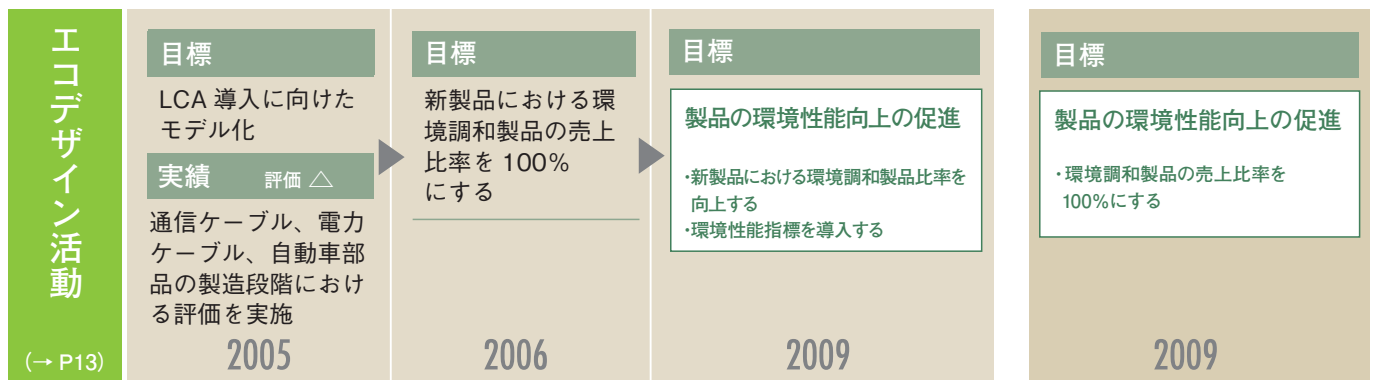 エコデザイン活動
(→ P13)
目標
LCA 導入に向けた
モデル化
実績 評価 △
通信ケーブル、電力
ケーブル、自動車部
品の製造段階におけ
る評価を実施
2005
目標
新製品における環
境調和製品の売上
比率を 100%
にする
2006
目標
製品の環境性能向上の促進
・新製品における環境調和製品比率を
向上する
・環境性能指標を導入する
2009
目標
製品の環境性能向上の促進
・環境調和製品の売上比率を
100%にする
2009